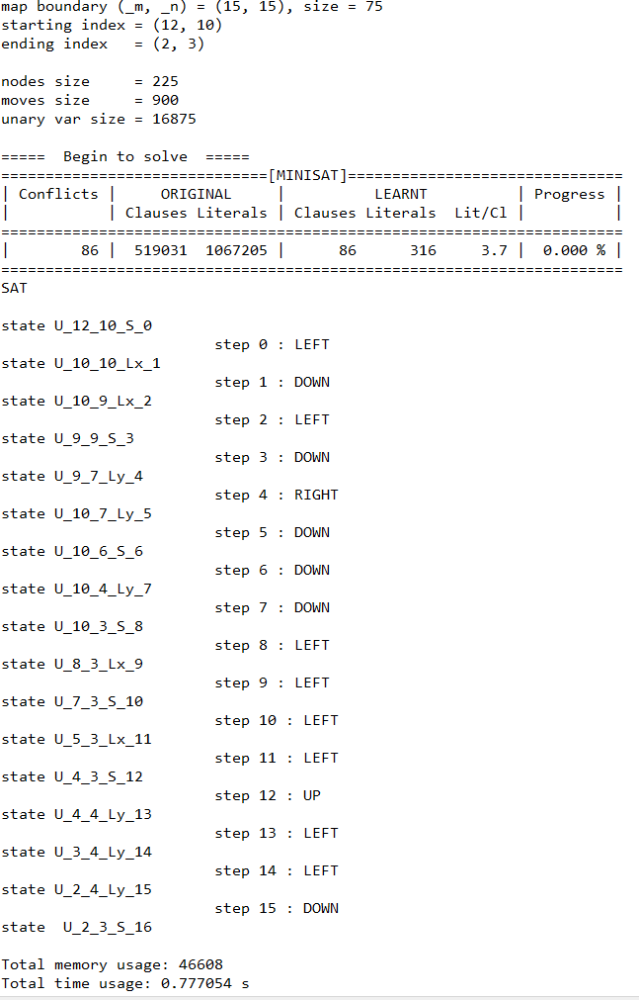 map boundary (_m, _n) = (15, 15), size = 75
starting index = (12, 10)
ending index   = (2, 3)

nodes size     = 225
moves size     = 900
unary var size = 16875

=====  Begin to solve  =====
==============================[MINISAT]===============================
| Conflicts |     ORIGINAL     |          LEARNT          | Progress |
|           | Clauses Literals | Clauses Literals  Lit/Cl |          |
======================================================================
|        86 |  519031  1067205 |      86      316     3.7 |  0.000 % |
======================================================================
SAT

state U_12_10_S_0
                        step 0 : LEFT
state U_10_10_Lx_1
                        step 1 : DOWN
state U_10_9_Lx_2
                        step 2 : LEFT
state U_9_9_S_3
                        step 3 : DOWN
state U_9_7_Ly_4
                        step 4 : RIGHT
state U_10_7_Ly_5
                        step 5 : DOWN
state U_10_6_S_6
                        step 6 : DOWN
state U_10_4_Ly_7
                        step 7 : DOWN
state U_10_3_S_8
                        step 8 : LEFT
state U_8_3_Lx_9
                        step 9 : LEFT
state U_7_3_S_10
                        step 10 : LEFT
state U_5_3_Lx_11
                        step 11 : LEFT
state U_4_3_S_12
                        step 12 : UP
state U_4_4_Ly_13
                        step 13 : LEFT
state U_3_4_Ly_14
                        step 14 : LEFT
state U_2_4_Ly_15
                        step 15 : DOWN
state  U_2_3_S_16

Total memory usage: 46608
Total time usage: 0.777054 s